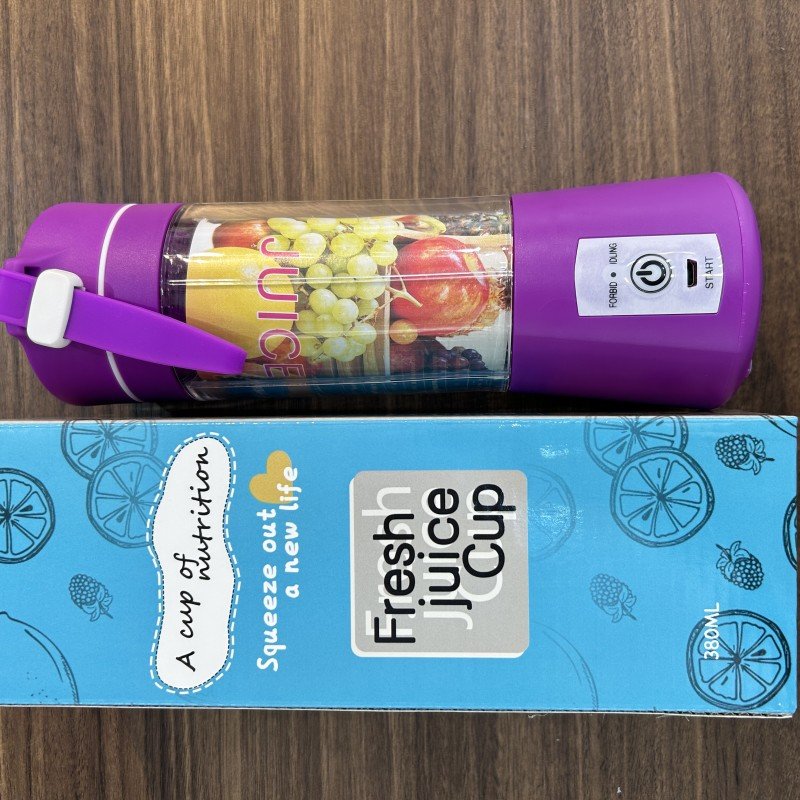 JUICE
FORBID • IDLING
START
A cup of
nutrition
Squeeze out
a new life
Fresh
juice
Cup
380ML